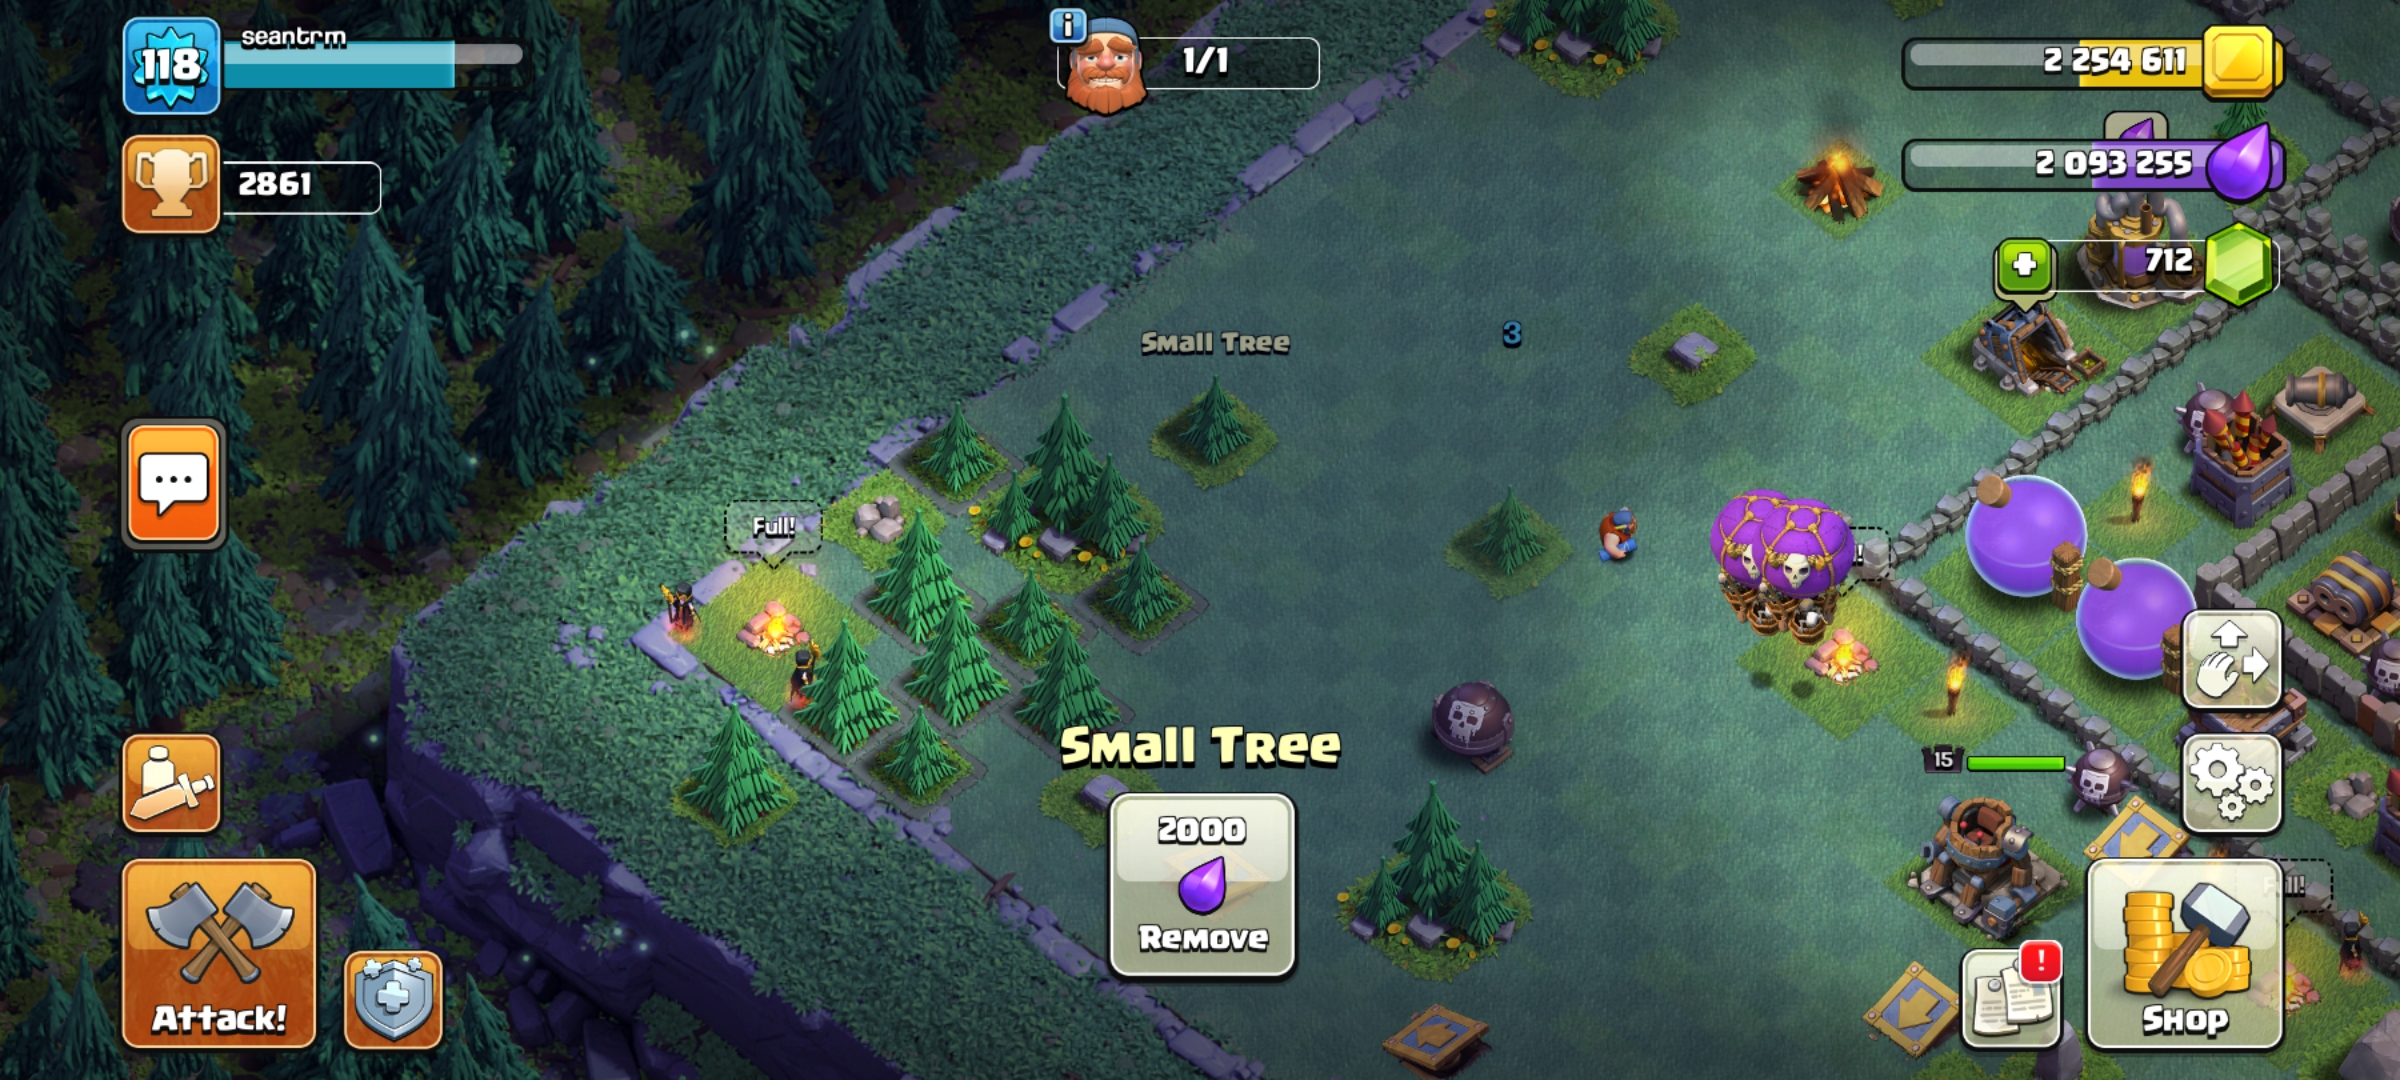 118
seantrm
i
1/1
2 254 611
2861
2 093 255
712
Small Tree
3
Full!
Small Tree
15
2000
Remove
Attack!
!
Shop